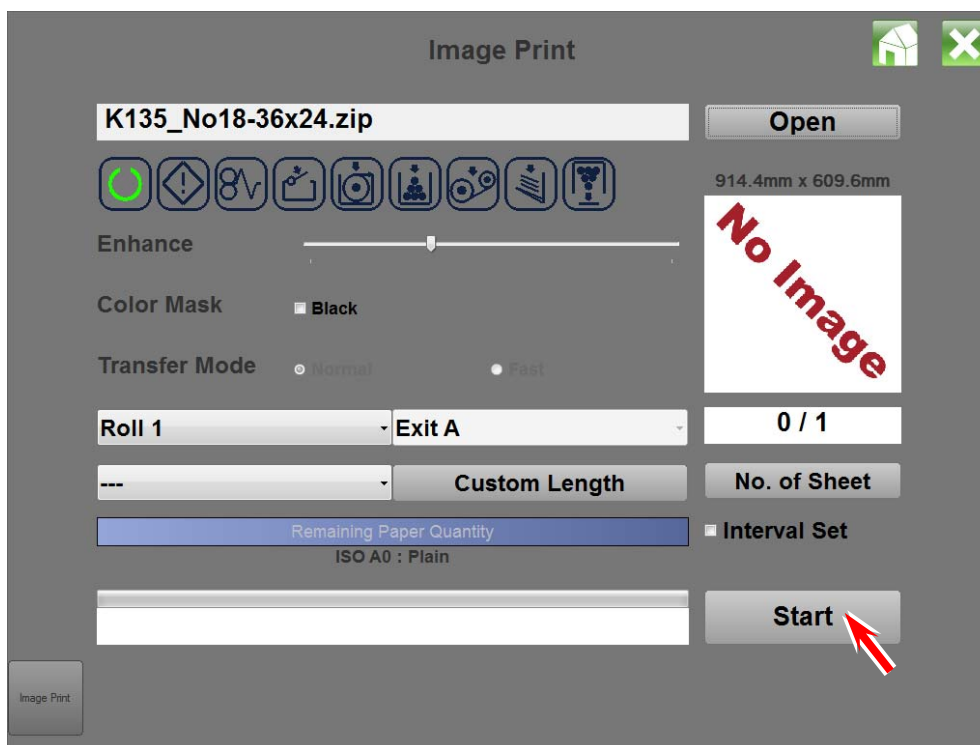 Image Print
K135_No18-36x24.zip
Open
914.4mm x 609.6mm
No Image
Enhance
Color Mask
Black
Transfer Mode
Normal
Fast
Roll 1
Exit A
0 / 1
---
Custom Length
No. of Sheet
Remaining Paper Quantity
Interval Set
ISO A0 : Plain
Start
Image Print